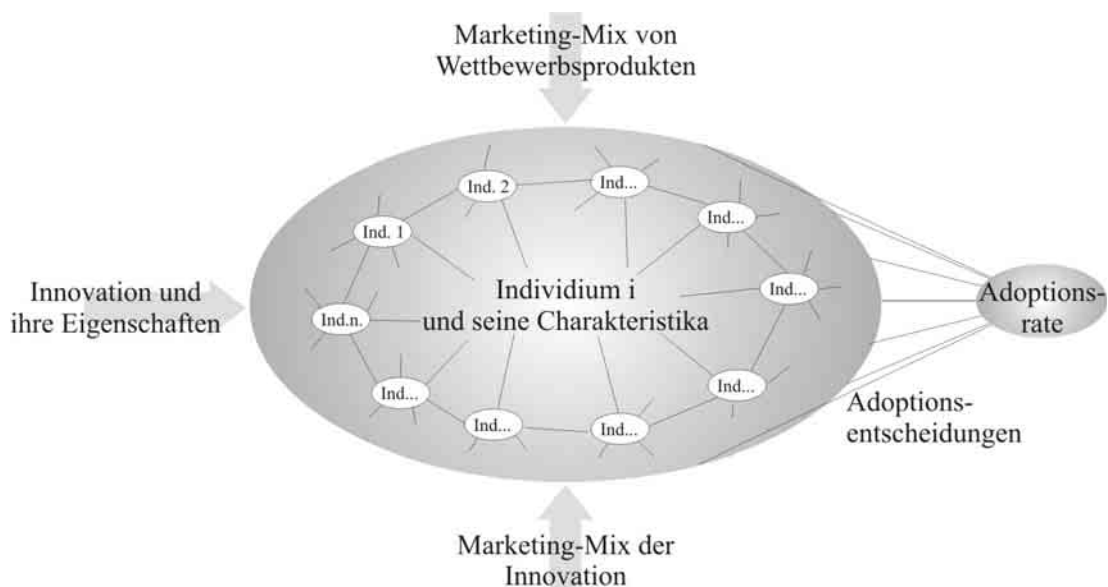 Marketing-Mix von
Wettbewerbsprodukten
Ind. 2
Ind...
Ind...
Ind. 1
Innovation und
ihre Eigenschaften
Individium i
und seine Charakteristika
Ind...
Ind.n.
Adoptions-
rate
Ind...
Ind...
Ind...
Ind...
Adoptions-
entscheidungen
Marketing-Mix der
Innovation